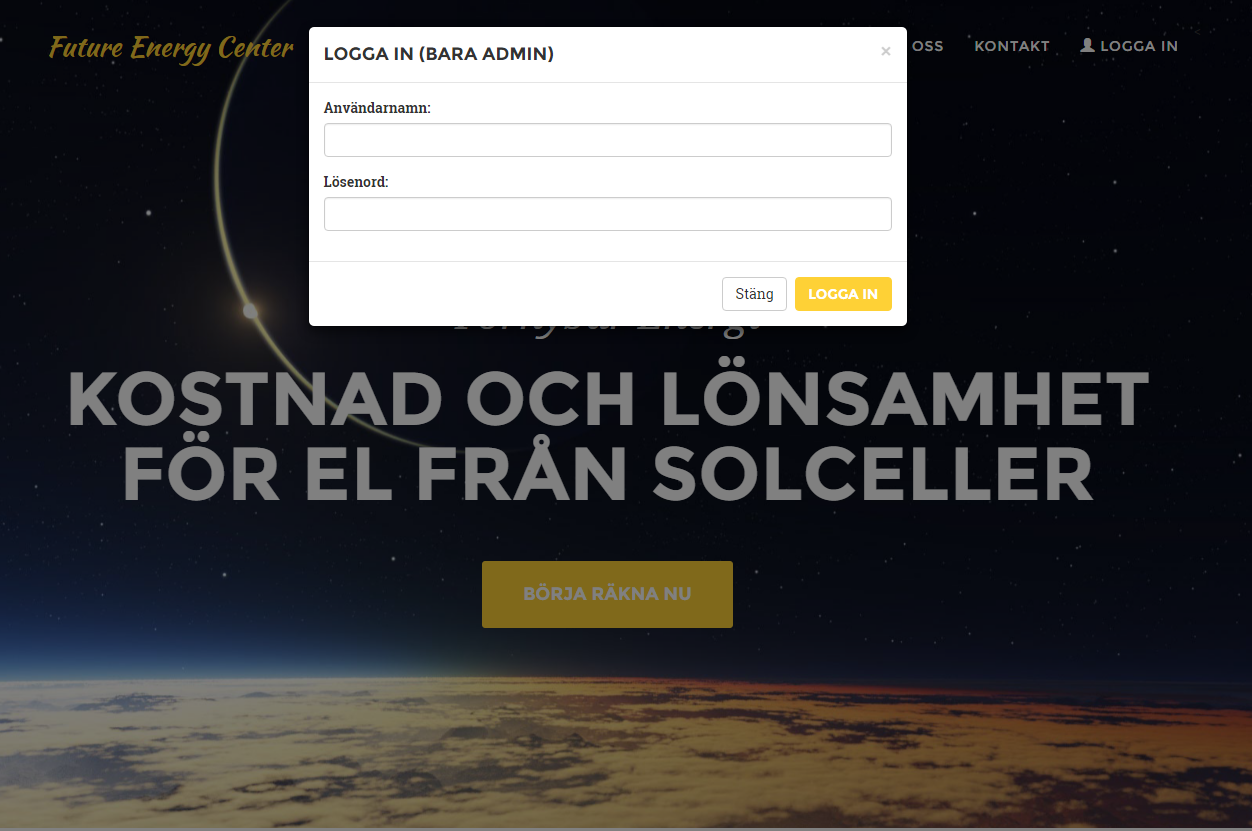 Future Energy Center
OSS
KONTAKT
LOGGA IN
LOGGA IN (BARA ADMIN)
×
Användarnamn:
Lösenord:
Stäng
LOGGA IN
KOSTNAD OCH LÖNSAMHET
FÖR EL FRÅN SOLCELLER
BÖRJA RÄKNA NU